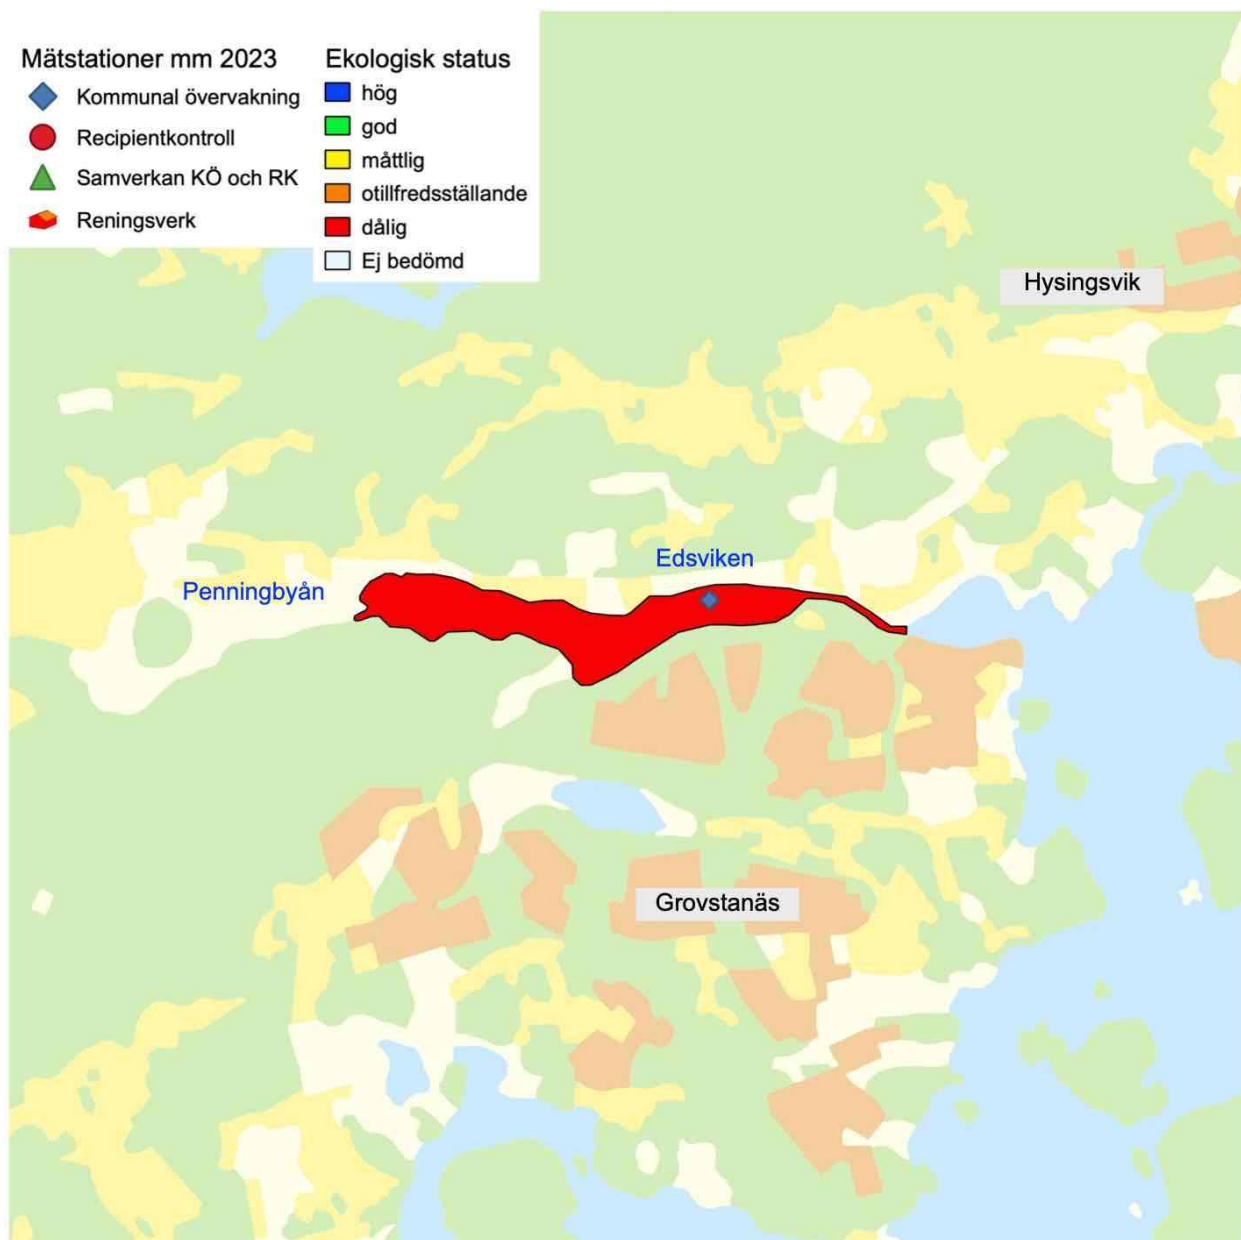 Mätstationer mm 2023
Kommunal övervakning
Recipientkontroll
Samverkan KÖ och RK
Reningsverk
Ekologisk status
hög
god
måttlig
otillfredsställande
dålig
Ej bedömd
Hysingsvik
Edsviken
Penningbyån
Grovstanäs